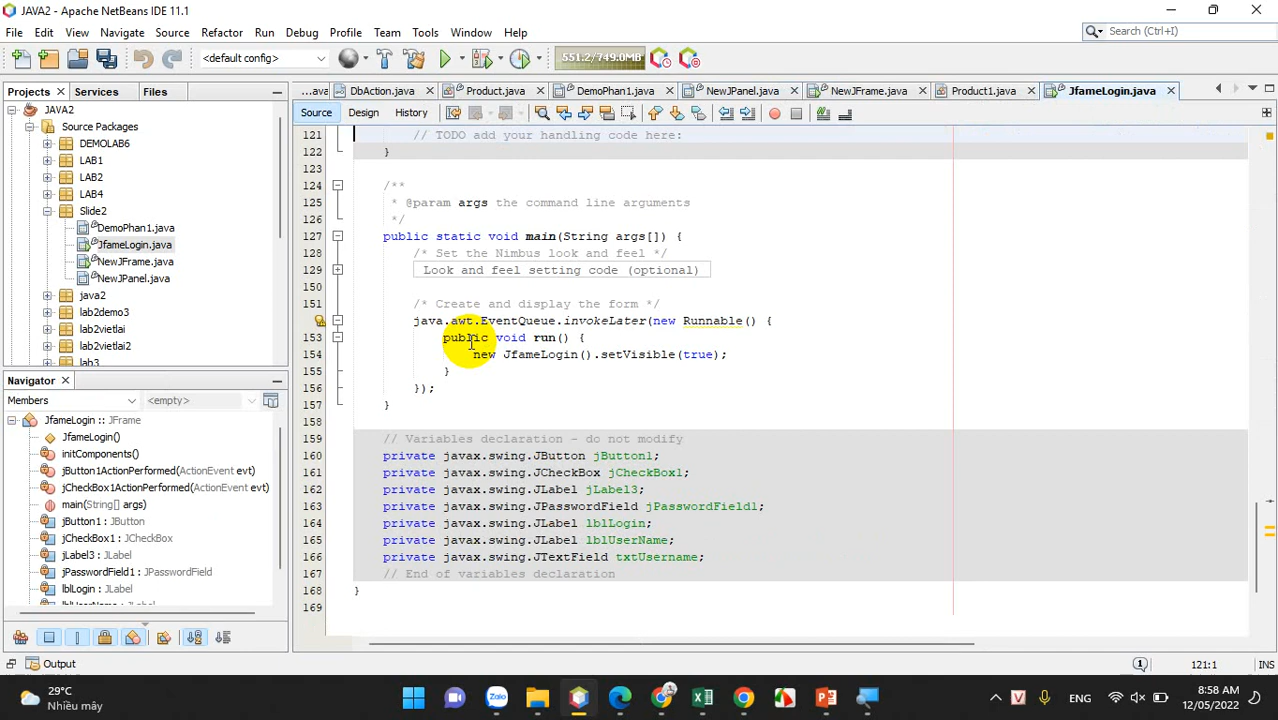 JAVA2 - Apache NetBeans IDE 11.1
File Edit View Navigate Source Refactor Run Debug Profile Team Tools Window Help
Search (Ctrl+I)
<default config>
551.2/749.0MB
Projects Services Files
...ava DbAction.java Product.java DemoPhan1.java NewJPanel.java NewJFrame.java Product1.java JfameLogin.java
Source Design History
JAVA2
Source Packages
DEMOLAB6
LAB1
LAB2
LAB4
Slide2
DemoPhan1.java
JfameLogin.java
NewJFrame.java
NewJPanel.java
java2
lab2demo3
lab2vietlai
lab2vietlai2
lab3
Navigator
Members
<empty>
JfameLogin :: JFrame
JfameLogin()
initComponents()
jButton1ActionPerformed(ActionEvent evt)
jCheckBox1ActionPerformed(ActionEvent evt)
main(String[] args)
jButton1 : JButton
jCheckBox1 : JCheckBox
jLabel3 : JLabel
jPasswordField1 : JPasswordField
lblLogin : JLabel
lblUserName : JLabel
121 // TODO add your handling code here:
122 }
123
124 /**
125 * @param args the command line arguments
126 */
127 public static void main(String args[]) {
128 /* Set the Nimbus look and feel */
129 Look and feel setting code (optional)
150
151 /* Create and display the form */
java.awt.EventQueue.invokeLater(new Runnable() {
153 public void run() {
154 new JfameLogin().setVisible(true);
155 }
156 });
157 }
158
159 // Variables declaration - do not modify
160 private javax.swing.JButton jButton1;
161 private javax.swing.JCheckBox jCheckBox1;
162 private javax.swing.JLabel jLabel3;
163 private javax.swing.JPasswordField jPasswordField1;
164 private javax.swing.JLabel lblLogin;
165 private javax.swing.JLabel lblUserName;
166 private javax.swing.JTextField txtUsername;
167 // End of variables declaration
168 }
169
Output
1
121:1
INS
29°C
Nhiều mây
Zalo
V
ENG
8:58 AM
12/05/2022